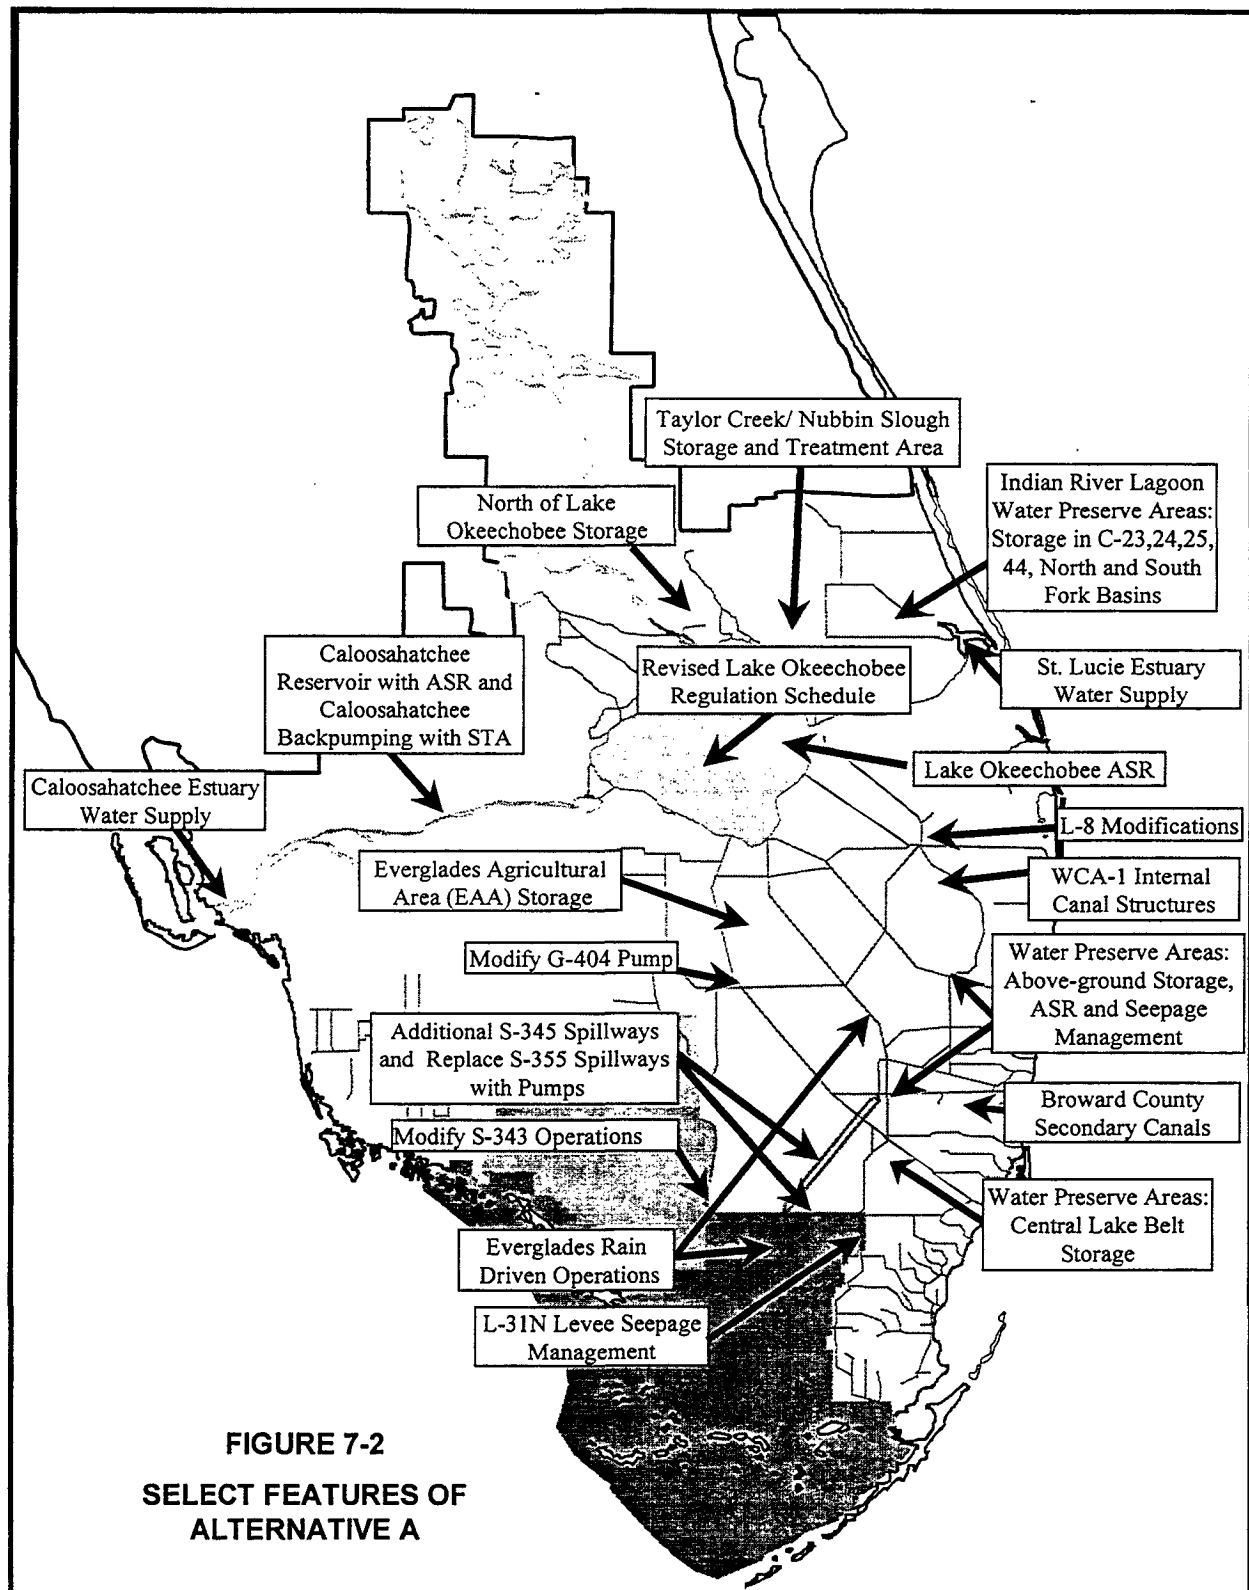 Taylor Creek/ Nubbin Slough
Storage and Treatment Area
North of Lake
Okeechobee Storage
Indian River Lagoon
Water Preserve Areas:
Storage in C-23,24,25,
44, North and South
Fork Basins
Caloosahatchee
Reservoir with ASR and
Caloosahatchee
Backpumping with STA
Revised Lake Okeechobee
Regulation Schedule
St. Lucie Estuary
Water Supply
Lake Okeechobee ASR
Caloosahatchee Estuary
Water Supply
L-8 Modifications
Everglades Agricultural
Area (EAA) Storage
WCA-1 Internal
Canal Structures
Modify G-404 Pump
Water Preserve Areas:
Above-ground Storage,
ASR and Seepage
Management
Additional S-345 Spillways
and Replace S-355 Spillways
with Pumps
Broward County
Secondary Canals
Modify S-343 Operations
Water Preserve Areas:
Central Lake Belt
Storage
Everglades Rain
Driven Operations
L-31N Levee Seepage
Management
FIGURE 7-2
SELECT FEATURES OF
ALTERNATIVE A